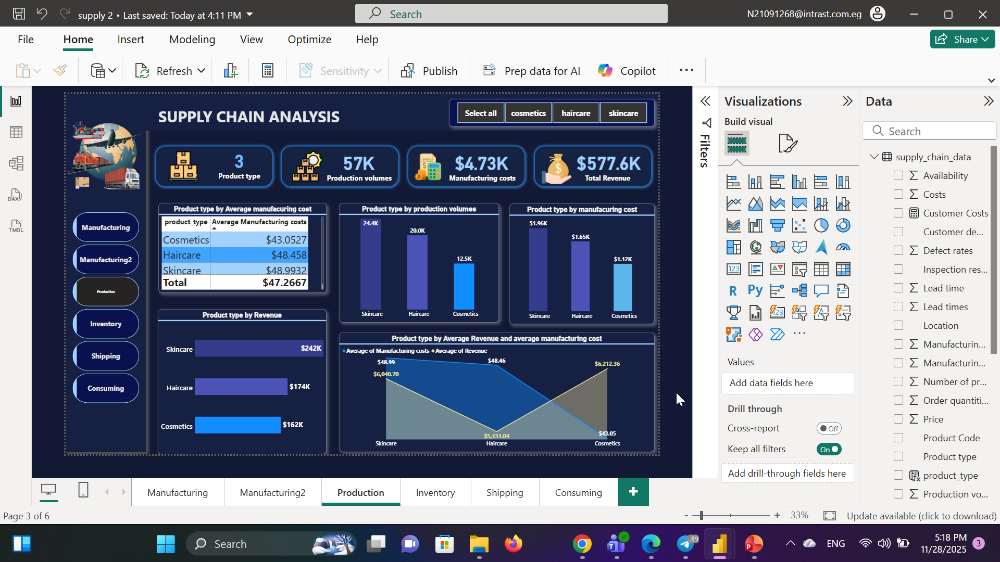 supply 2 • Last saved: Today at 4:11 PM
Search
N21091268@intrast.com.eg
File
Home
Insert
Modeling
View
Optimize
Help
Share
Refresh
Sensitivity
Publish
Prep data for AI
Copilot
DAX
TMDL
SUPPLY CHAIN ANALYSIS
Select all
cosmetics
haircare
skincare
3
Product type
57K
Production volumes
$4.73K
Manufacturing costs
$577.6K
Total Revenue
Manufacturing
Manufacturing2
Production
Inventory
Shipping
Consuming
Product type by Average manufacuring cost
product_type Average Manufacturing costs
Cosmetics $43.0527
Haircare $48.458
Skincare $48.9932
Total $47.2667
Product type by production volumes
24.4K
20.0K
12.5K
Skincare Haircare Cosmetics
Product type by manufacuring cost
$1.96K
$1.65K
$1.12K
Skincare Haircare Cosmetics
Product type by Revenue
Skincare $242K
Haircare $174K
Cosmetics $162K
Product type by Average Revenue and average manufacturing cost
Average of Manufacturing costs Average of Revenue
$48.99
$48.46
$6,212.36
$6,040.70
$5,131.04
$43.05
Skincare Haircare Cosmetics
Filters
Visualizations
Build visual
123
R
Py
123
Values
Add data fields here
Drill through
Cross-report
Off
Keep all filters
On
Add drill-through fields here
Data
Search
supply_chain_data
Availability
Costs
Customer Costs
Customer de...
Defect rates
Inspection res...
Lead time
Lead times
Location
Manufacturin...
Manufacturin...
Number of pr...
Order quantiti...
Price
Product Code
Product type
product_type
Production vo...
Manufacturing
Manufacturing2
Production
Inventory
Shipping
Consuming
+
Page 3 of 6
- + 33%
Update available (click to download)
Search
..89
ENG
5:18 PM
11/28/2025
3